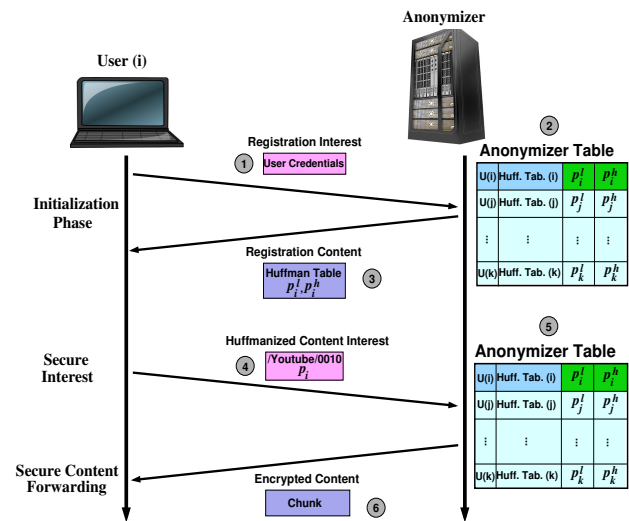 User (i)
Anonymizer
Registration Interest
1
User Credentials
2
Anonymizer Table
U(i) Huff. Tab. (i) p_i^l p_i^h
U(j) Huff. Tab. (j) p_j^l p_j^h
⋮ ⋮ ⋮ ⋮
U(k) Huff. Tab. (k) p_k^l p_k^h
Initialization
Phase
Registration Content
Huffman Table
p_i^l,p_i^h
3
Huffmanized Content Interest
4
/Youtube/0010
p_i
Secure
Interest
5
Anonymizer Table
U(i) Huff. Tab. (i) p_i^l p_i^h
U(j) Huff. Tab. (j) p_j^l p_j^h
⋮ ⋮ ⋮ ⋮
U(k) Huff. Tab. (k) p_k^l p_k^h
Secure Content
Forwarding
Encrypted Content
Chunk
6